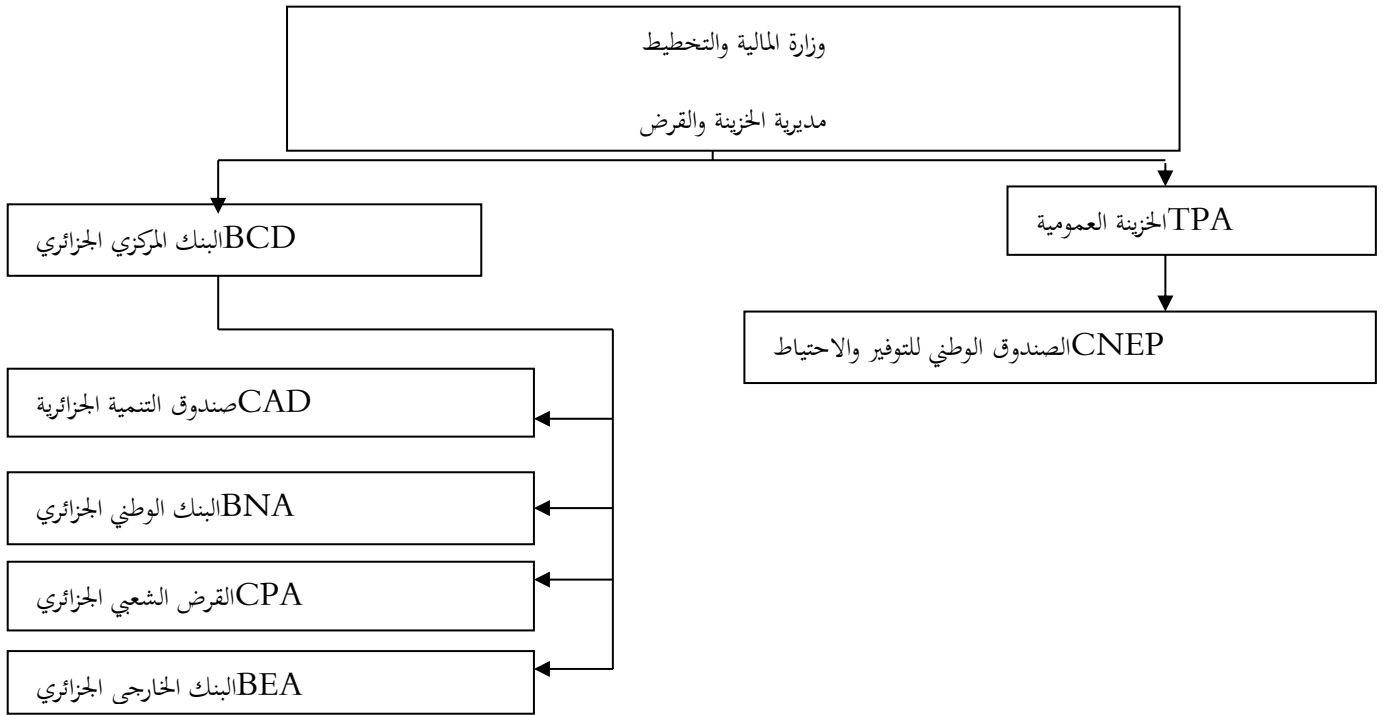 وزارة المالية والتخطيط
مديرية الخزينة والقرض
TPAالخزينة العمومية
BCDالبنك المركزي الجزائري
CNEPالصندوق الوطني للتوفير والاحتياط
CADصندوق التنمية الجزائرية
BNAالبنك الوطني الجزائري
CPAالقرض الشعبي الجزائري
BEAالبنك الخارجي الجزائري